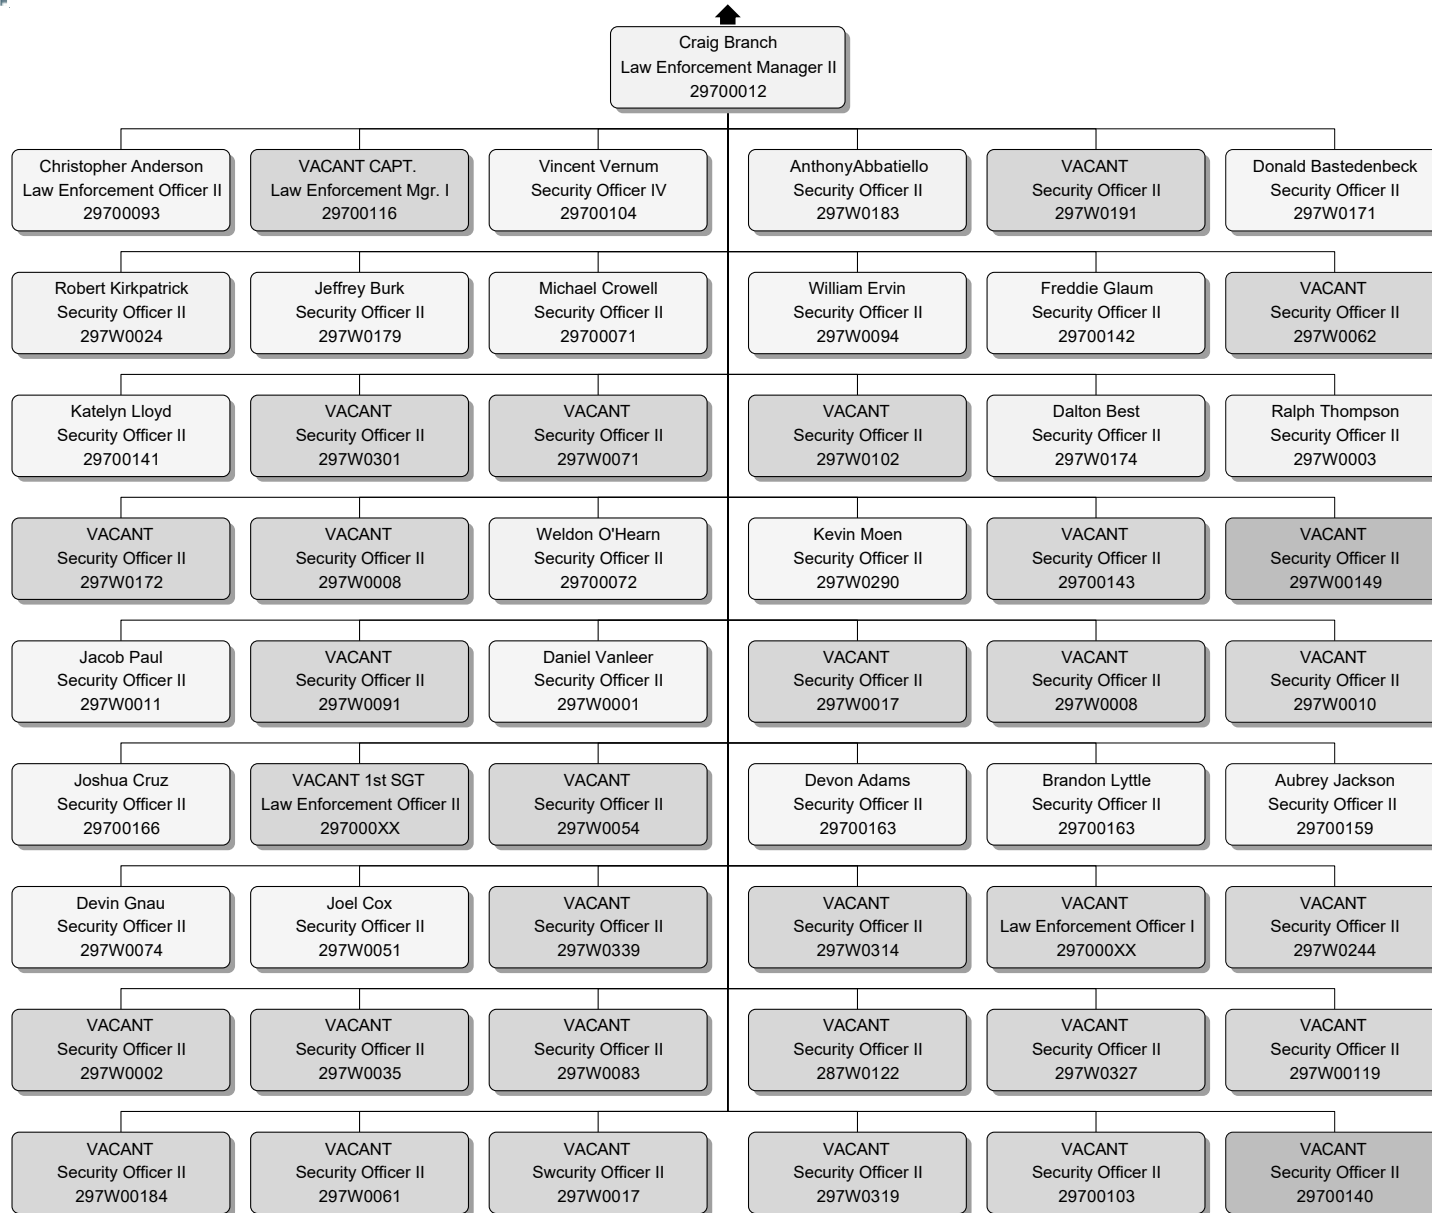 Craig Branch
Law Enforcement Manager II
29700012
Christopher Anderson
Law Enforcement Officer II
29700093
VACANT CAPT.
Law Enforcement Mgr. I
29700116
Vincent Vernum
Security Officer IV
29700104
AnthonyAbbatiello
Security Officer II
297W0183
VACANT
Security Officer II
297W0191
Donald Bastedenbeck
Security Officer II
297W0171
Robert Kirkpatrick
Security Officer II
297W0024
Jeffrey Burk
Security Officer II
297W0179
Michael Crowell
Security Officer II
29700071
William Ervin
Security Officer II
297W0094
Freddie Glaum
Security Officer II
29700142
VACANT
Security Officer II
297W0062
Katelyn Lloyd
Security Officer II
29700141
VACANT
Security Officer II
297W0301
VACANT
Security Officer II
297W0071
VACANT
Security Officer II
297W0102
Dalton Best
Security Officer II
297W0174
Ralph Thompson
Security Officer II
297W0003
VACANT
Security Officer II
297W0172
VACANT
Security Officer II
297W0008
Weldon O'Hearn
Security Officer II
29700072
Kevin Moen
Security Officer II
297W0290
VACANT
Security Officer II
29700143
VACANT
Security Officer II
297W00149
Jacob Paul
Security Officer II
297W0011
VACANT
Security Officer II
297W0091
Daniel Vanleer
Security Officer II
297W0001
VACANT
Security Officer II
297W0017
VACANT
Security Officer II
297W0008
VACANT
Security Officer II
297W0010
Joshua Cruz
Security Officer II
29700166
VACANT 1st SGT
Law Enforcement Officer II
297000XX
VACANT
Security Officer II
297W0054
Devon Adams
Security Officer II
29700163
Brandon Lyttle
Security Officer II
29700163
Aubrey Jackson
Security Officer II
29700159
Devin Gnau
Security Officer II
297W0074
Joel Cox
Security Officer II
297W0051
VACANT
Security Officer II
297W0339
VACANT
Security Officer II
297W0314
VACANT
Law Enforcement Officer I
297000XX
VACANT
Security Officer II
297W0244
VACANT
Security Officer II
297W0002
VACANT
Security Officer II
297W0035
VACANT
Security Officer II
297W0083
VACANT
Security Officer II
287W0122
VACANT
Security Officer II
297W0327
VACANT
Security Officer II
297W00119
VACANT
Security Officer II
297W00184
VACANT
Security Officer II
297W0061
VACANT
Swcurity Officer II
297W0017
VACANT
Security Officer II
297W0319
VACANT
Security Officer II
29700103
VACANT
Security Officer II
29700140